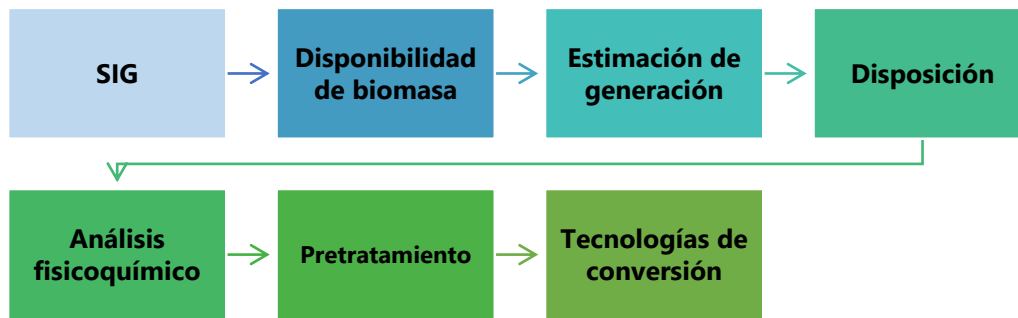 SIG
Disponibilidad
de biomasa
Estimación de
generación
Disposición
Análisis
fisicoquímico
Pretratamiento
Tecnologías de
conversión